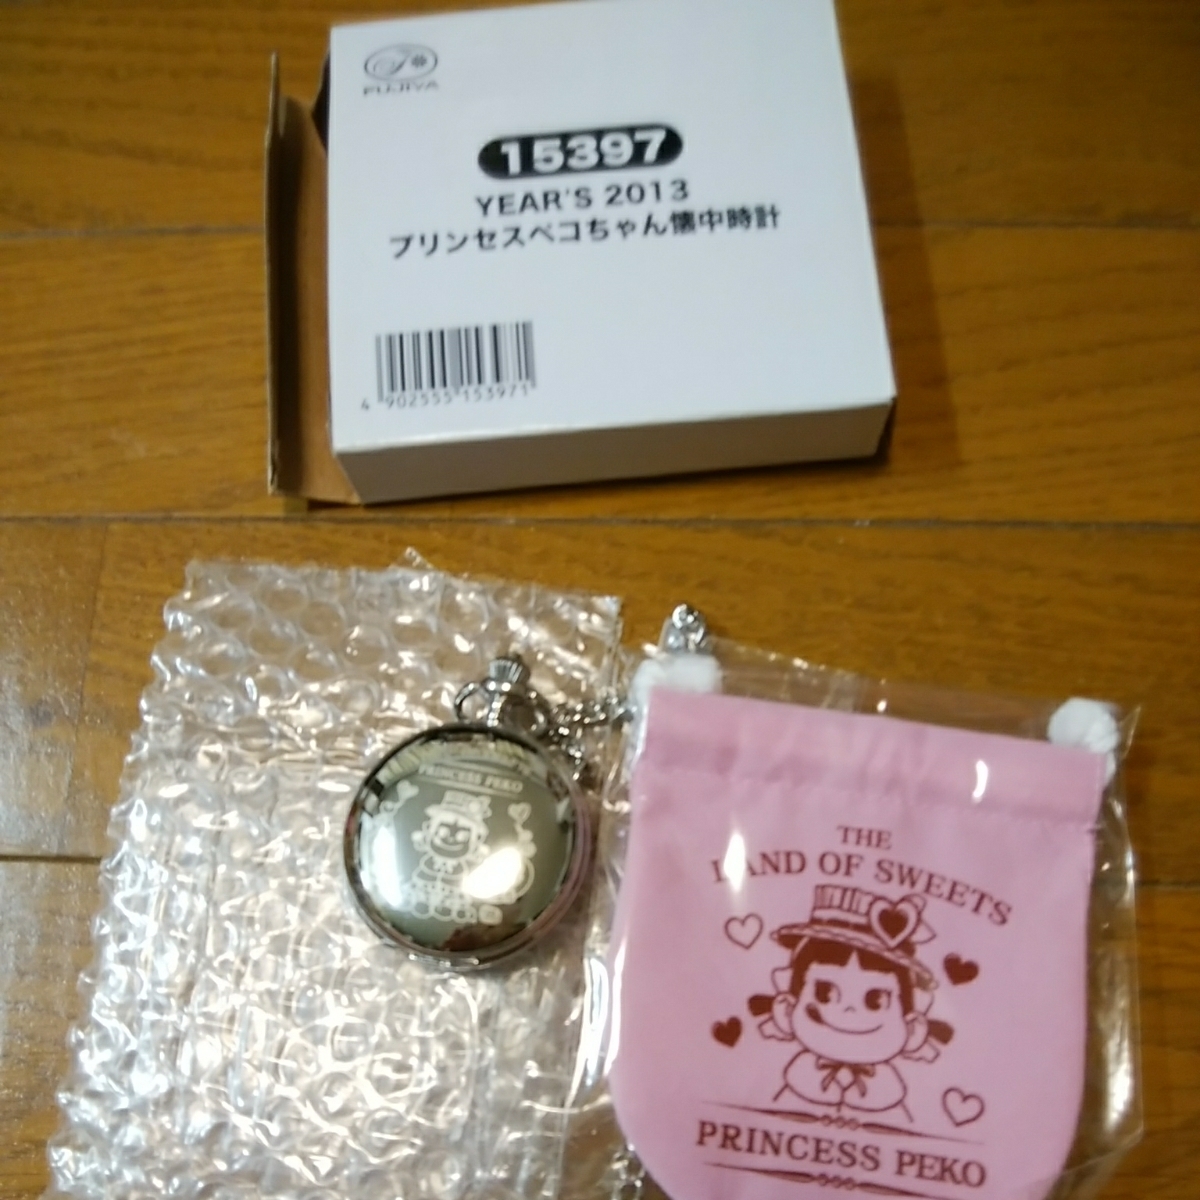 FUJIYA
15397
YEAR'S 2013
プリンセスペコちゃん懐中時計
4 902555 153971
PRINCESS PEKO
THE
LAND OF SWEETS
PRINCESS PEKO